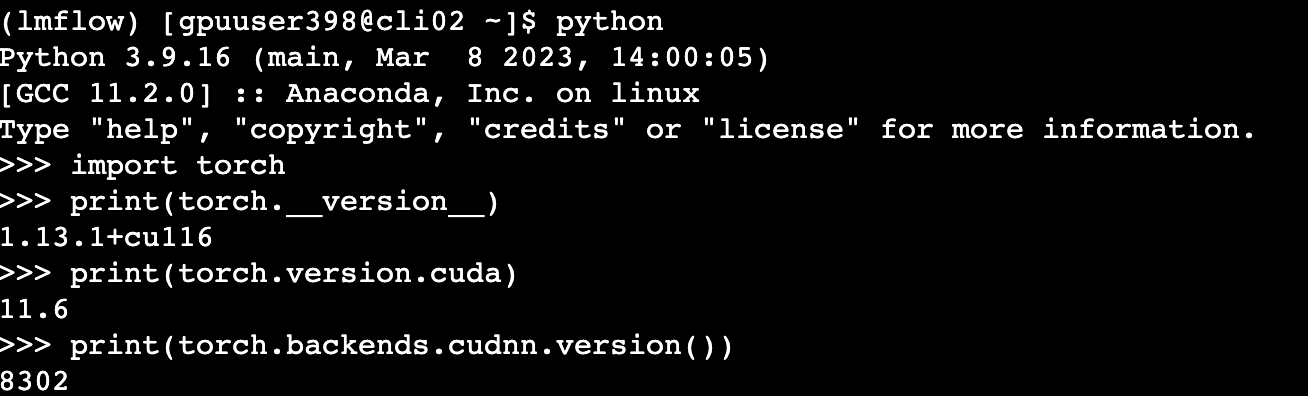 (lmflow) [gpuuser398@cli02 ~]$ python
Python 3.9.16 (main, Mar  8 2023, 14:00:05)
[GCC 11.2.0] :: Anaconda, Inc. on linux
Type "help", "copyright", "credits" or "license" for more information.
>>> import torch
>>> print(torch.__version__)
1.13.1+cu116
>>> print(torch.version.cuda)
11.6
>>> print(torch.backends.cudnn.version())
8302